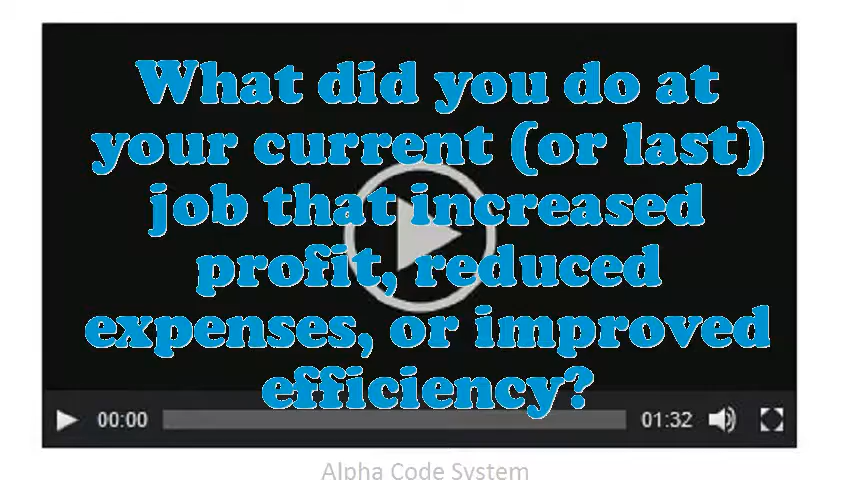 What did you do at
your current (or last)
job that increased
profit, reduced
expenses, or improved
efficiency?
00:00 01:32
Alpha Code System